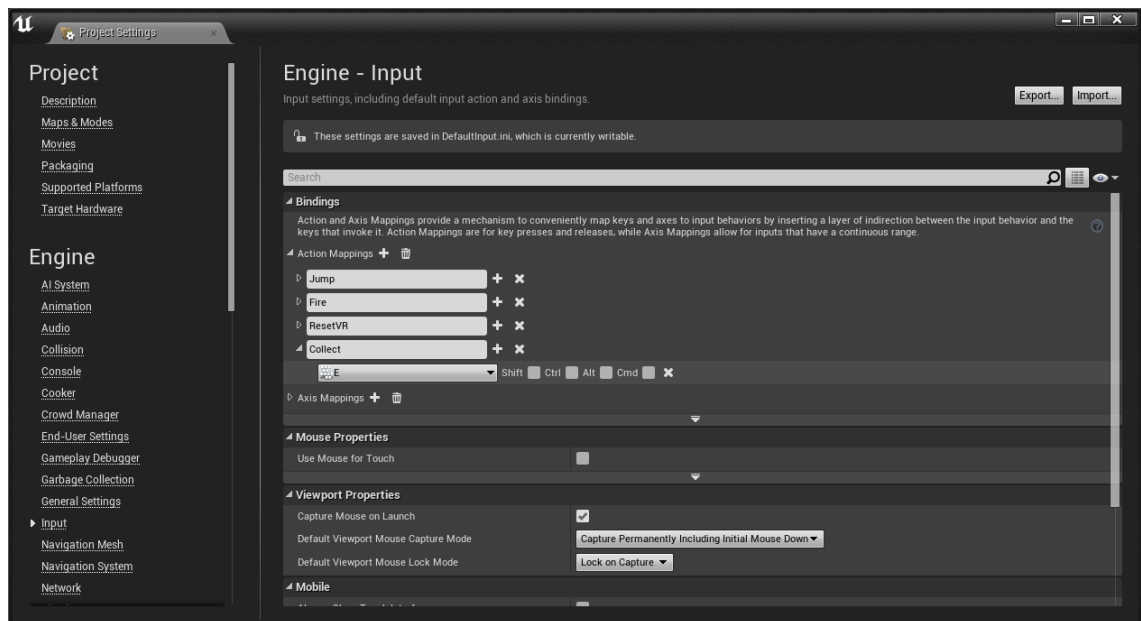 Project Settings
Project
Description
Maps & Modes
Movies
Packaging
Supported Platforms
Target Hardware
Engine
AI System
Animation
Audio
Collision
Console
Cooker
Crowd Manager
End-User Settings
Gameplay Debugger
Garbage Collection
General Settings
Input
Navigation Mesh
Navigation System
Network
Engine - Input
Input settings, including default input action and axis bindings.
Export... Import...
These settings are saved in DefaultInput.ini, which is currently writable.
Search
Bindings
Action and Axis Mappings provide a mechanism to conveniently map keys and axes to input behaviors by inserting a layer of indirection between the input behavior and the
keys that invoke it. Action Mappings are for key presses and releases, while Axis Mappings allow for inputs that have a continuous range.
Action Mappings
Jump
Fire
ResetVR
Collect
E Shift Ctrl Alt Cmd
Axis Mappings
Mouse Properties
Use Mouse for Touch
Viewport Properties
Capture Mouse on Launch
Default Viewport Mouse Capture Mode Capture Permanently Including Initial Mouse Down
Default Viewport Mouse Lock Mode Lock on Capture
Mobile